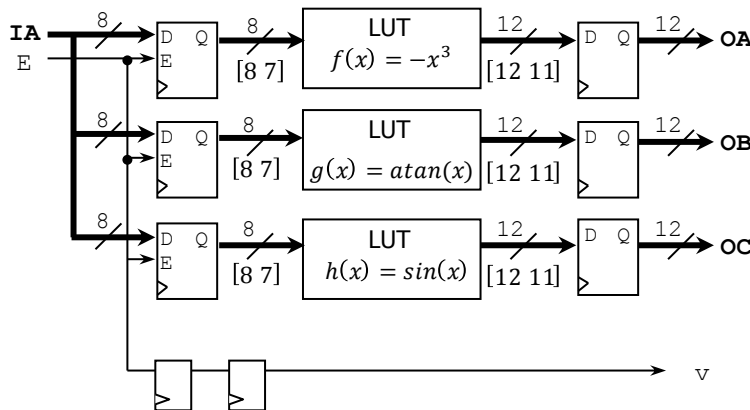 8 8 LUT 12 12
IA D Q f(x) = −x³ D Q OA
E E [8 7] [12 11]
8 8 LUT 12 12
D Q g(x) = atan(x) D Q OB
E [8 7] [12 11]
8 8 LUT 12 12
D Q h(x) = sin(x) D Q OC
E [8 7] [12 11]
v